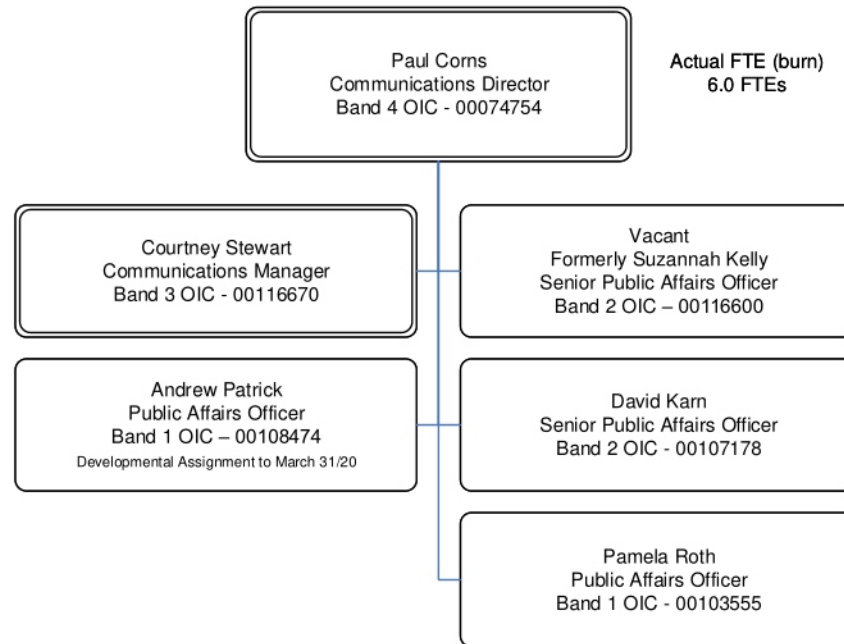 Paul Corns
Communications Director
Band 4 OIC - 00074754
Actual FTE (burn)
6.0 FTEs
Courtney Stewart
Communications Manager
Band 3 OIC - 00116670
Vacant
Formerly Suzannah Kelly
Senior Public Affairs Officer
Band 2 OIC – 00116600
Andrew Patrick
Public Affairs Officer
Band 1 OIC – 00108474
Developmental Assignment to March 31/20
David Karn
Senior Public Affairs Officer
Band 2 OIC - 00107178
Pamela Roth
Public Affairs Officer
Band 1 OIC - 00103555